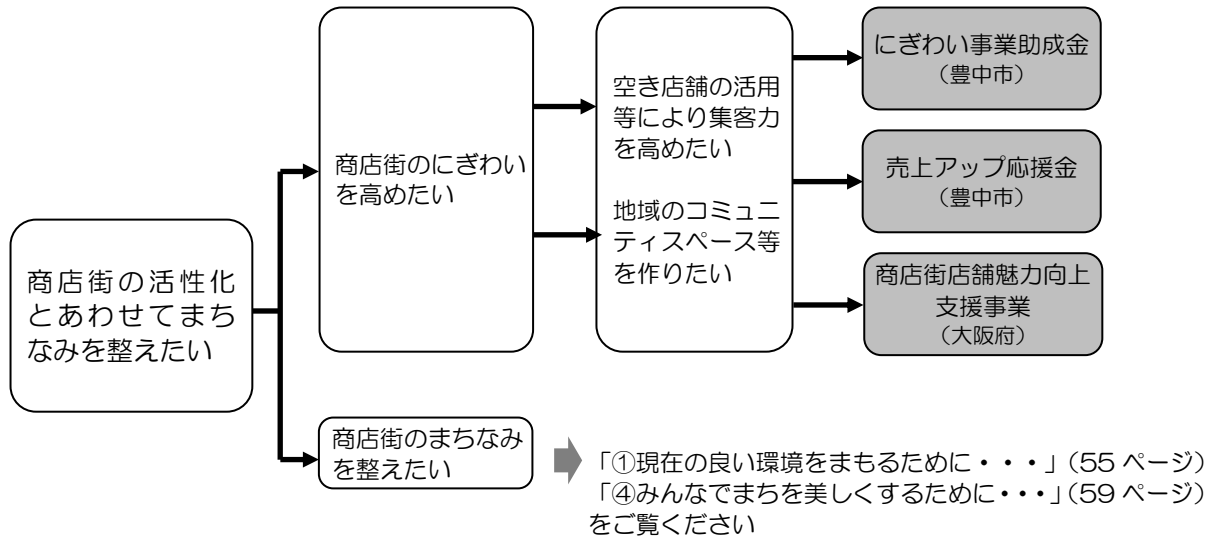 商店街の活性化
とあわせてまち
なみを整えたい
商店街のにぎわい
を高めたい
空き店舗の活用
等により集客力
を高めたい
地域のコミュニ
ティスペース等
を作りたい
にぎわい事業助成金
（豊中市）
売上アップ応援金
（豊中市）
商店街店舗魅力向上
支援事業
（大阪府）
商店街のまちなみ
を整えたい
「①現在の良い環境をまもるために・・・」（55 ページ）
「④みんなでまちを美しくするために・・・」（59 ページ）
をご覧ください